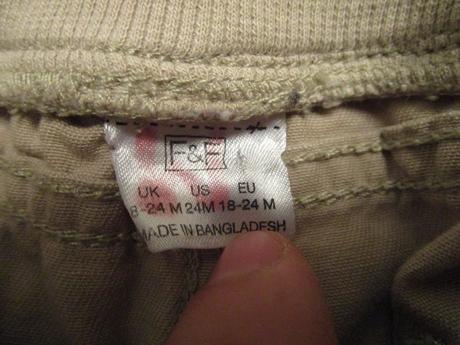 F&F
UK US EU
8-24 M 24M 18-24 M
MADE IN BANGLADESH